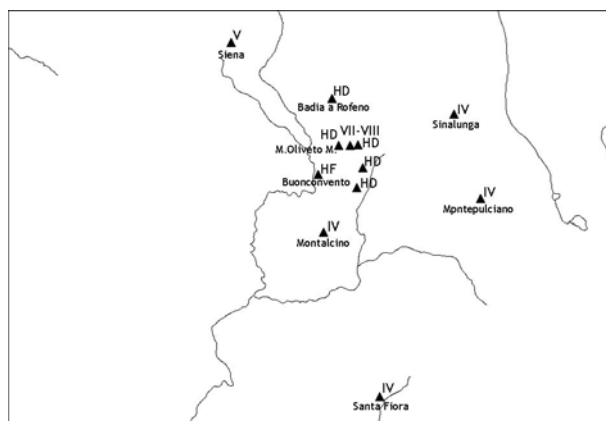 V
Siena
HD
Badia a Rofeno
IV
Sinalunga
HD VII-VIII
M.Oliveto M. HD
HD
HF
Buonconvento HD
IV
Mpntepulciano
IV
Montalcino
IV
Santa Fiora